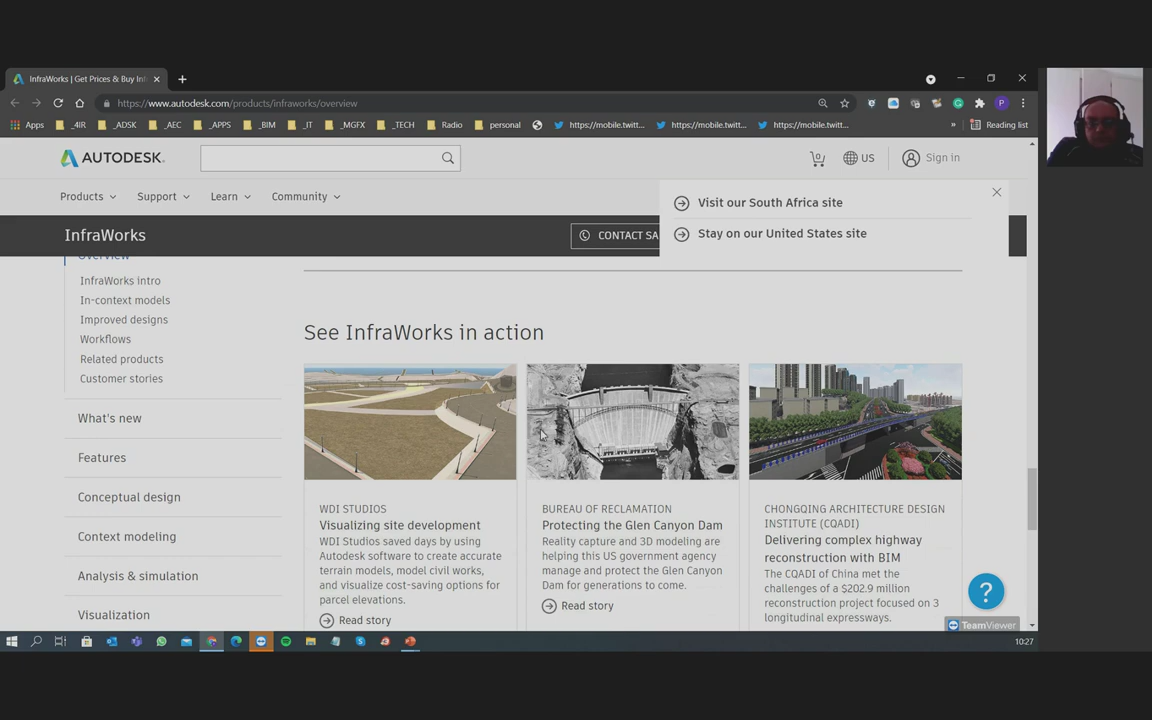 InfraWorks | Get Prices & Buy Inf
https://www.autodesk.com/products/infraworks/overview
Apps _4IR _ADSK _AEC _APPS _BIM _IT _MGFX _TECH Radio personal https://mobile.twitt... https://mobile.twitt... https://mobile.twitt... » Reading list
AUTODESK.
0 US Sign in
Products Support Learn Community
Visit our South Africa site
Stay on our United States site
InfraWorks
CONTACT SA
Overview
InfraWorks intro
In-context models
Improved designs
Workflows
Related products
Customer stories
What's new
Features
Conceptual design
Context modeling
Analysis & simulation
Visualization
See InfraWorks in action
WDI STUDIOS
Visualizing site development
WDI Studios saved days by using
Autodesk software to create accurate
terrain models, model civil works,
and visualize cost-saving options for
parcel elevations.
Read story
BUREAU OF RECLAMATION
Protecting the Glen Canyon Dam
Reality capture and 3D modeling are
helping this US government agency
manage and protect the Glen Canyon
Dam for generations to come.
Read story
CHONGQING ARCHITECTURE DESIGN
INSTITUTE (CQADI)
Delivering complex highway
reconstruction with BIM
The CQADI of China met the
challenges of a $202.9 million
reconstruction project focused on 3
longitudinal expressways.
?
TeamViewer
10:27